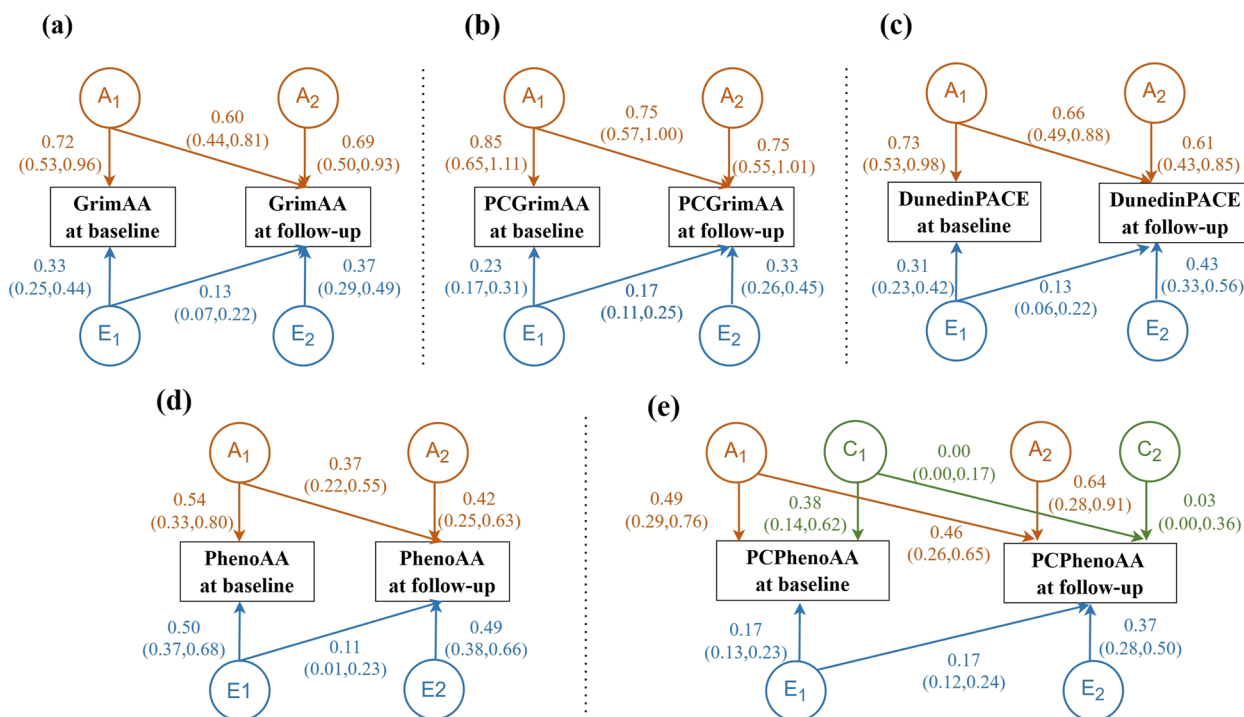 (a)
A1
A2
0.60
(0.44,0.81)
0.72
(0.53,0.96)
0.69
(0.50,0.93)
GrimAA
at baseline
GrimAA
at follow-up
0.33
(0.25,0.44)
0.13
(0.07,0.22)
0.37
(0.29,0.49)
E1
E2
(b)
A1
A2
0.75
(0.57,1.00)
0.85
(0.65,1.11)
0.75
(0.55,1.01)
PCGrimAA
at baseline
PCGrimAA
at follow-up
0.23
(0.17,0.31)
0.17
(0.11,0.25)
0.33
(0.26,0.45)
E1
E2
(c)
A1
A2
0.66
(0.49,0.88)
0.73
(0.53,0.98)
0.61
(0.43,0.85)
DunedinPACE
at baseline
DunedinPACE
at follow-up
0.31
(0.23,0.42)
0.13
(0.06,0.22)
0.43
(0.33,0.56)
E1
E2
(d)
A1
A2
0.37
(0.22,0.55)
0.54
(0.33,0.80)
0.42
(0.25,0.63)
PhenoAA
at baseline
PhenoAA
at follow-up
0.50
(0.37,0.68)
0.11
(0.01,0.23)
0.49
(0.38,0.66)
E1
E2
(e)
A1
C1
A2
C2
0.00
(0.00,0.17)
0.49
(0.29,0.76)
0.38
(0.14,0.62)
0.64
(0.28,0.91)
0.03
(0.00,0.36)
0.46
(0.26,0.65)
PCPhenoAA
at baseline
PCPhenoAA
at follow-up
0.17
(0.13,0.23)
0.17
(0.12,0.24)
0.37
(0.28,0.50)
E1
E2